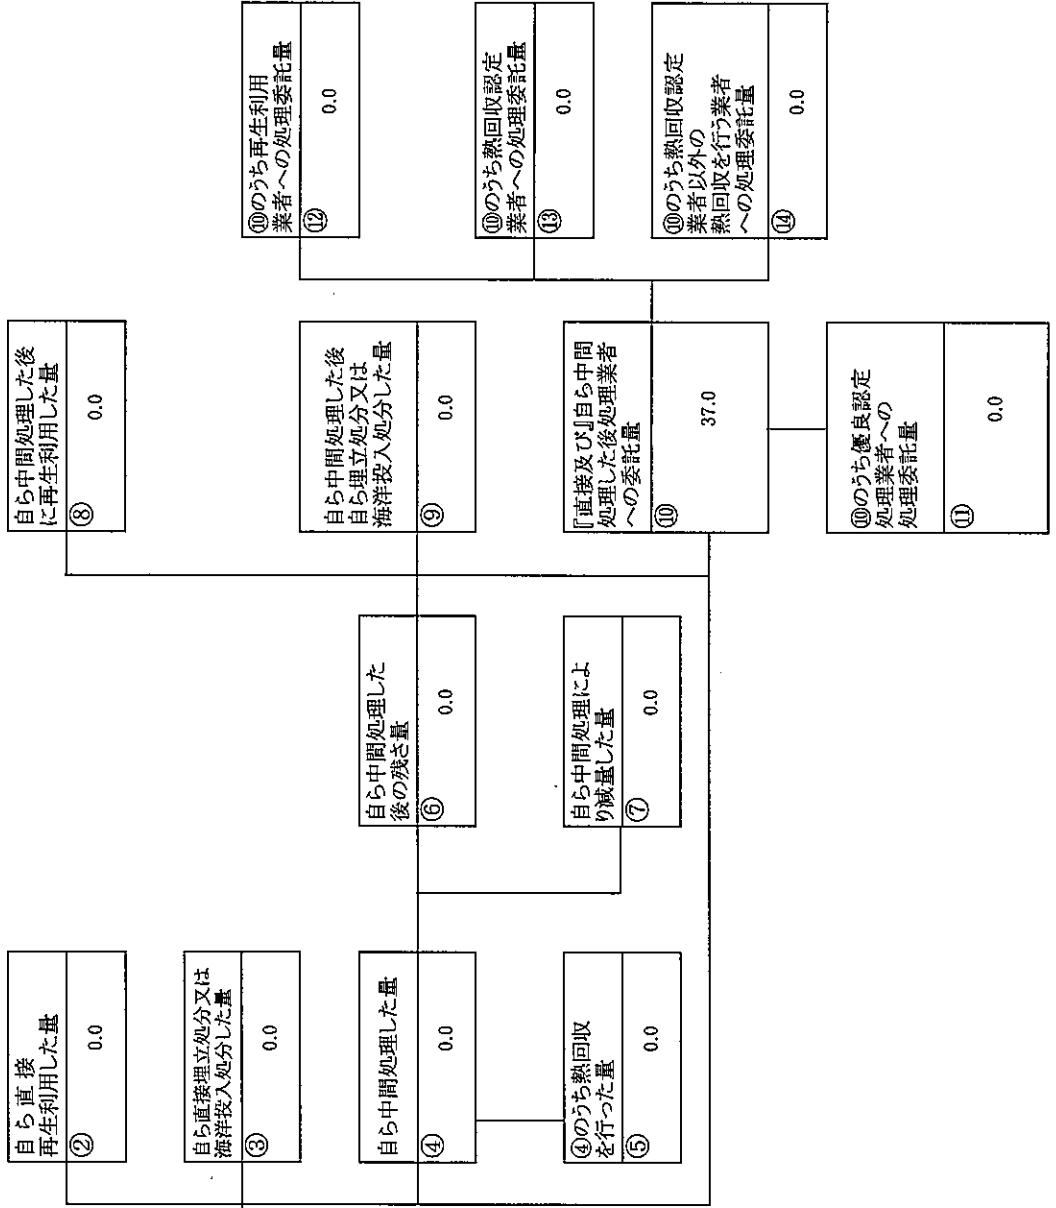 自ら直接
再生利用した量
②
0.0
自ら直接埋立処分又は
海洋投入処分した量
③
0.0
自ら中間処理した量
④
0.0
④のうち熱回収
を行った量
⑤
0.0
自ら中間処理した
後の残さ量
⑥
0.0
自ら中間処理によ
り減量した量
⑦
0.0
自ら中間処理した後
に再生利用した量
⑧
0.0
自ら中間処理した後
自ら埋立処分又は
海洋投入処分した量
⑨
0.0
『直接及び』自ら中間
処理した後処理業者
への委託量
⑩
37.0
⑩のうち優良認定
処理業者への
処理委託量
⑪
0.0
⑩のうち再生利用
業者への処理委託量
⑫
0.0
⑩のうち熱回収認定
業者への処理委託量
⑬
0.0
⑩のうち熱回収認定
業者以外の
熱回収を行う業者
への処理委託量
⑭
0.0